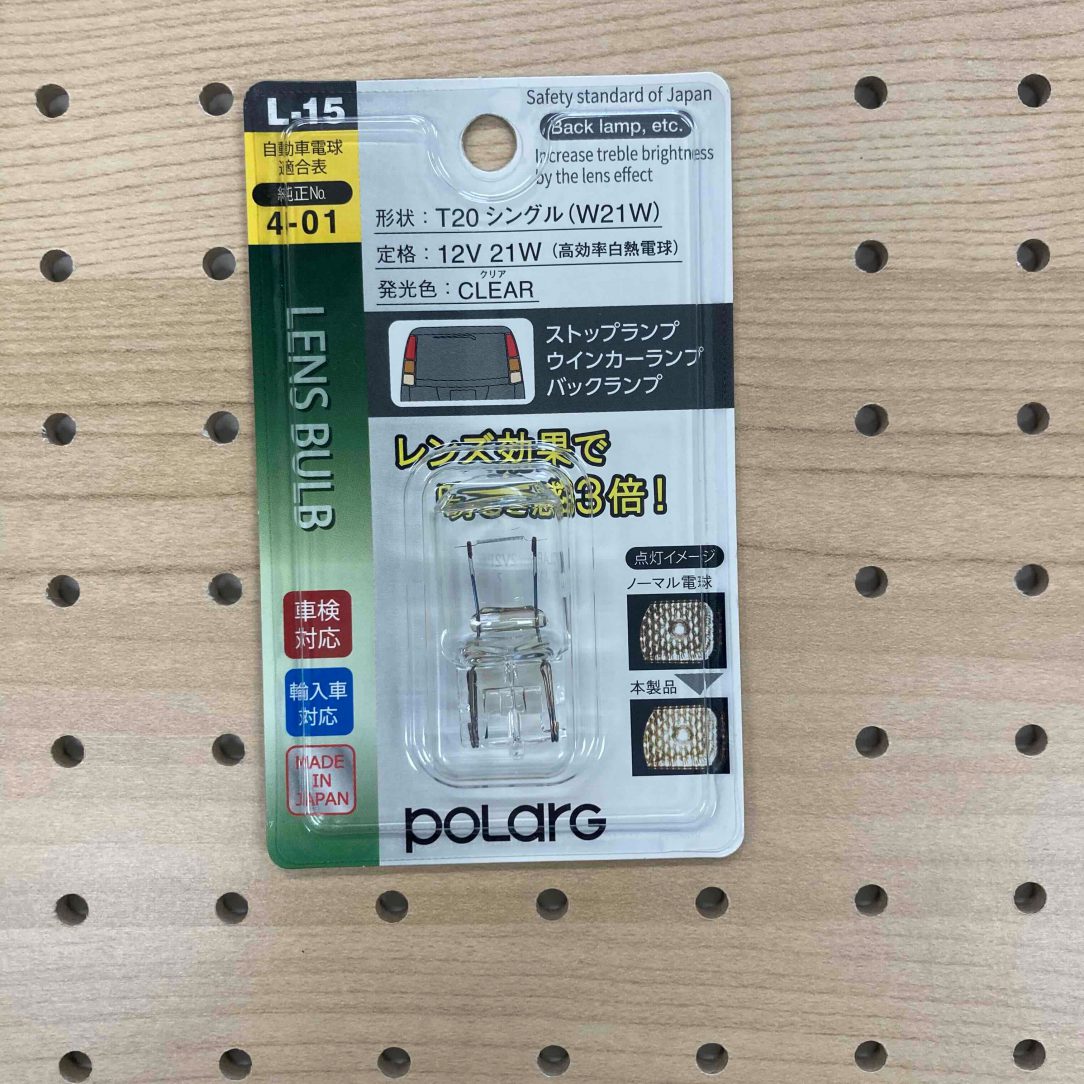 L-15
自動車電球
適合表
純正No.
4-01
LENS BULB
車検
対応
輸入車
対応
MADE
IN
JAPAN
Safety standard of Japan
Back lamp, etc.
Increase treble brightness
by the lens effect
形状：T20 シングル（W21W）
定格：12V 21W（高効率白熱電球）
クリア
発光色：CLEAR
ストップランプ
ウインカーランプ
バックランプ
レンズ効果で
明るさ感3倍！
点灯イメージ
ノーマル電球
本製品
POLARG